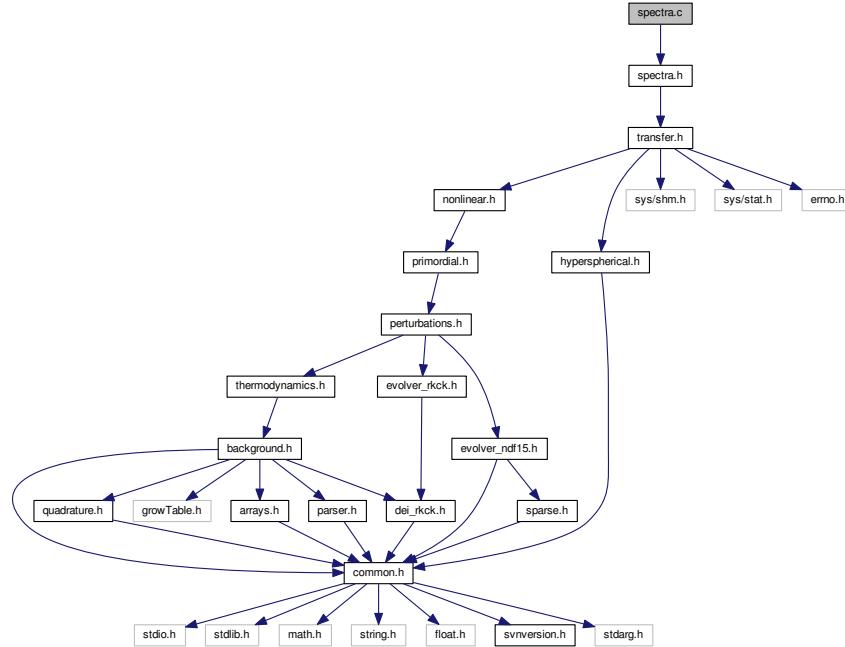 spectra.c
spectra.h
transfer.h
nonlinear.h
sys/shm.h
sys/stat.h
errno.h
primordial.h
hyperspherical.h
perturbations.h
thermodynamics.h
evolver_rkck.h
background.h
evolver_ndf15.h
quadrature.h
growTable.h
arrays.h
parser.h
dei_rkck.h
sparse.h
common.h
stdio.h
stdlib.h
math.h
string.h
float.h
svnversion.h
stdarg.h